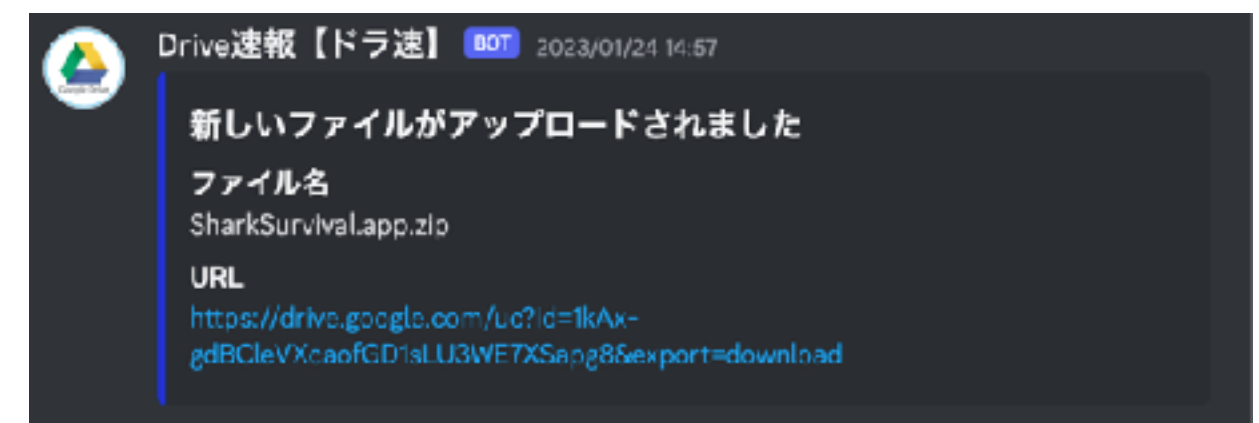 Drive速報【ドラ速】 BOT 2023/01/24 14:57
新しいファイルがアップロードされました
ファイル名
SharkSurvival.app.zip
URL
https://drive.google.com/uc?id=1kAx-
Google Drive